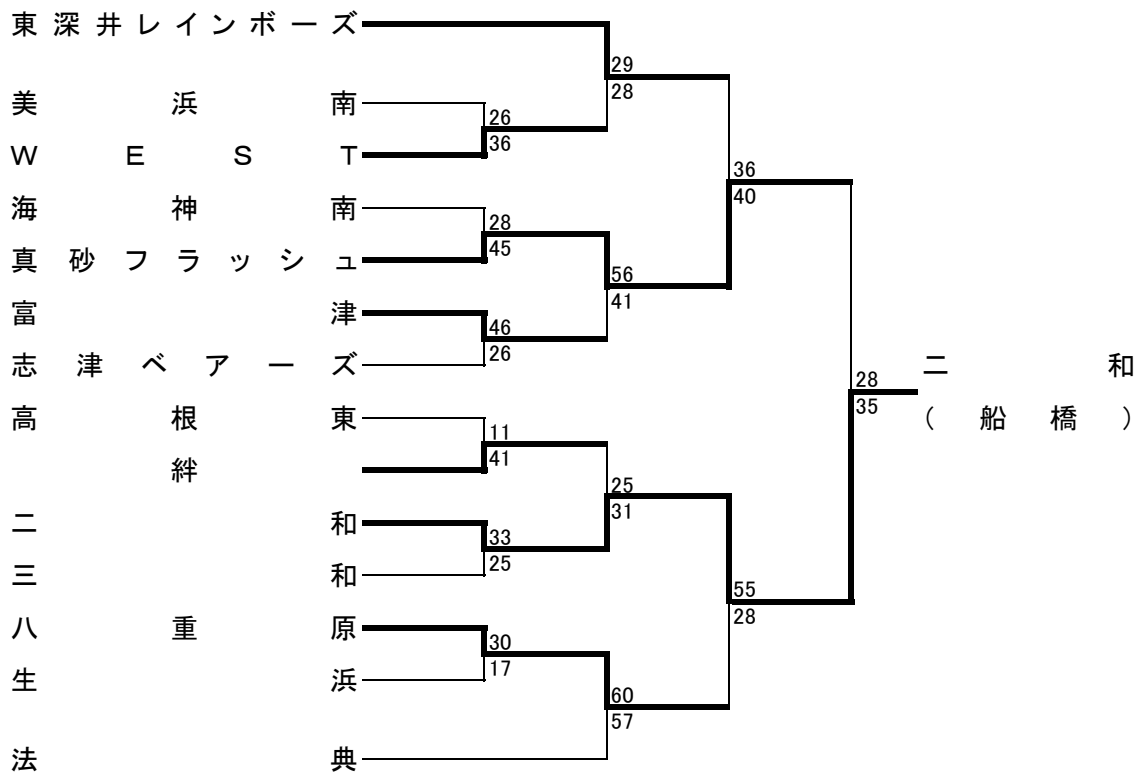 東深井レインボーズ
29
28
美浜南
26
36
WEST
36
40
海神南
28
45
真砂フラッシュ
56
41
富津
46
26
志津ベアーズ
28
35
二和
(船橋)
高根東
11
41
絆
25
31
二和
33
25
三和
55
28
八重原
30
17
生浜
60
57
法典